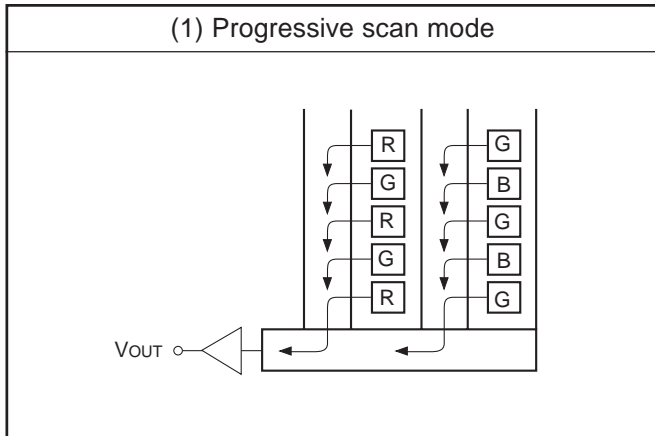 (1) Progressive scan mode
R G
G B
R G
G B
R G
VOUT